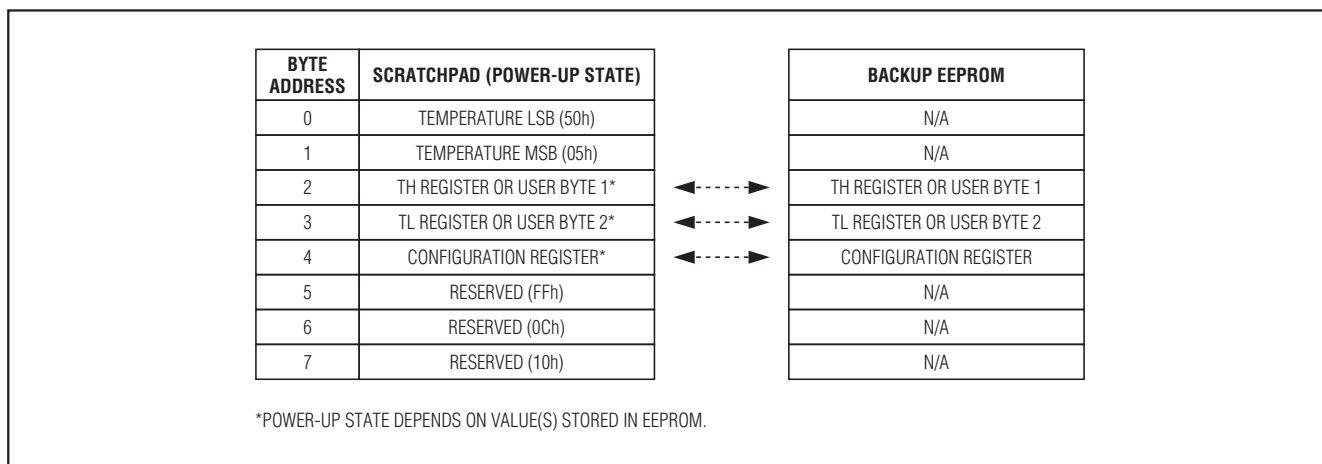 BYTE ADDRESS SCRATCHPAD (POWER-UP STATE) BACKUP EEPROM
0 TEMPERATURE LSB (50h) N/A
1 TEMPERATURE MSB (05h) N/A
2 TH REGISTER OR USER BYTE 1* TH REGISTER OR USER BYTE 1
3 TL REGISTER OR USER BYTE 2* TL REGISTER OR USER BYTE 2
4 CONFIGURATION REGISTER* CONFIGURATION REGISTER
5 RESERVED (FFh) N/A
6 RESERVED (0Ch) N/A
7 RESERVED (10h) N/A
*POWER-UP STATE DEPENDS ON VALUE(S) STORED IN EEPROM.